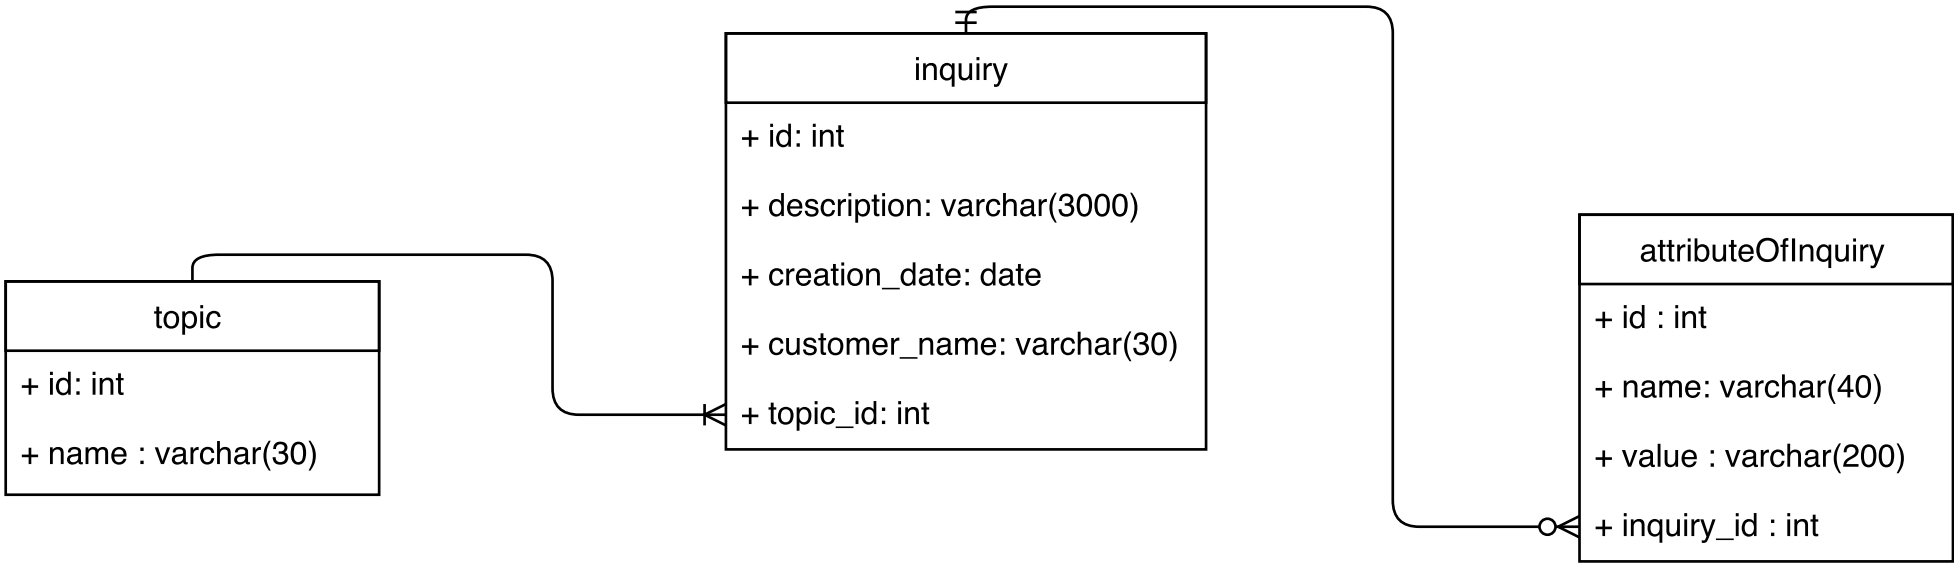 topic
+ id: int
+ name : varchar(30)
inquiry
+ id: int
+ description: varchar(3000)
+ creation_date: date
+ customer_name: varchar(30)
+ topic_id: int
attributeOfInquiry
+ id : int
+ name: varchar(40)
+ value : varchar(200)
+ inquiry_id : int